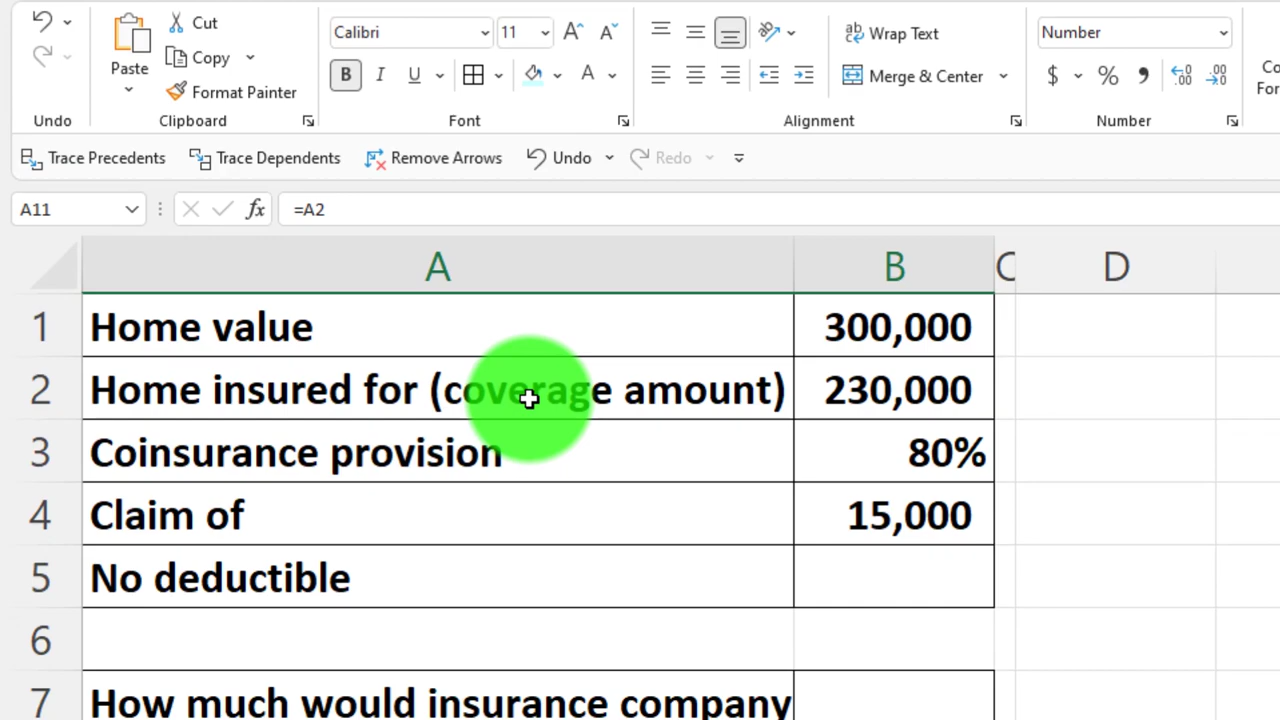 Cut
Calibri
11
Wrap Text
Number
Paste
Copy
B I U
Merge & Center
$ %
Format Painter
Undo
Clipboard
Font
Alignment
Number
Trace Precedents
Trace Dependents
Remove Arrows
Undo
Redo
A11
fx
=A2
A B C D
1 Home value 300,000
2 Home insured for (coverage amount) 230,000
3 Coinsurance provision 80%
4 Claim of 15,000
5 No deductible
6
7 How much would insurance company